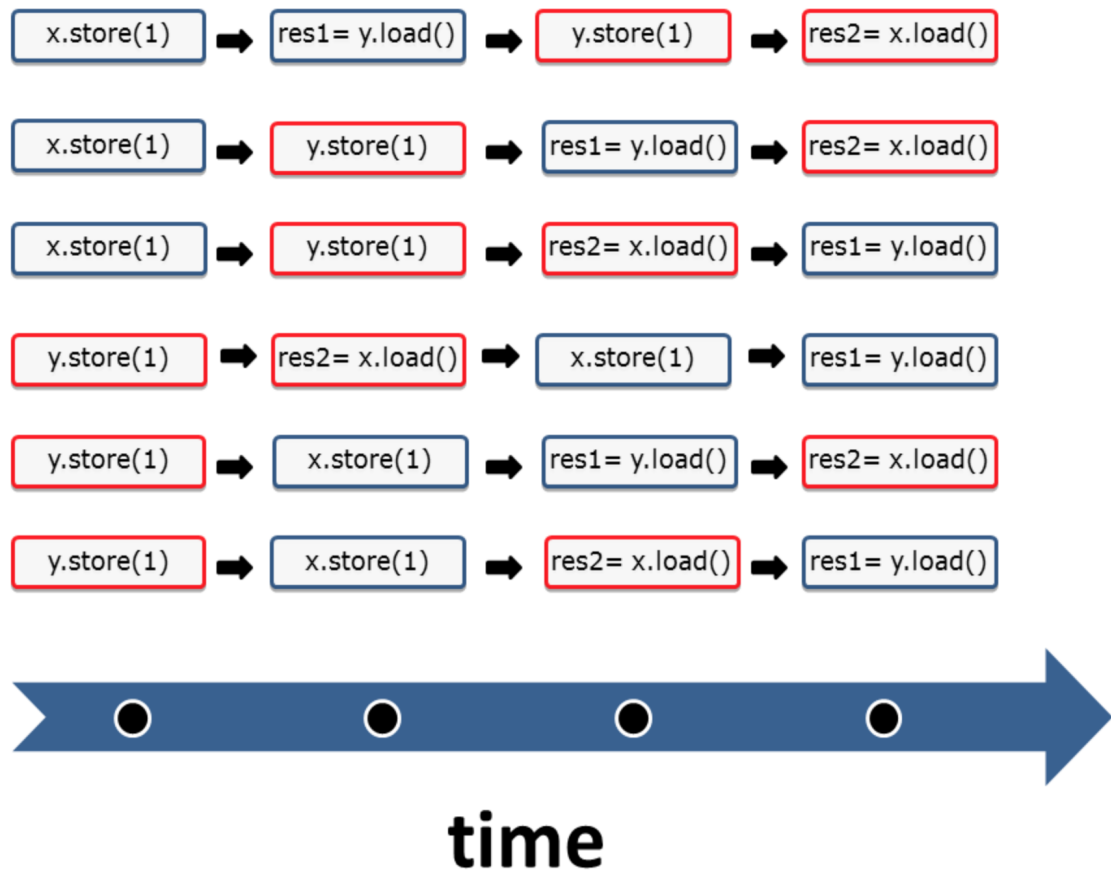 x.store(1) res1= y.load() y.store(1) res2= x.load()
x.store(1) y.store(1) res1= y.load() res2= x.load()
x.store(1) y.store(1) res2= x.load() res1= y.load()
y.store(1) res2= x.load() x.store(1) res1= y.load()
y.store(1) x.store(1) res1= y.load() res2= x.load()
y.store(1) x.store(1) res2= x.load() res1= y.load()
time